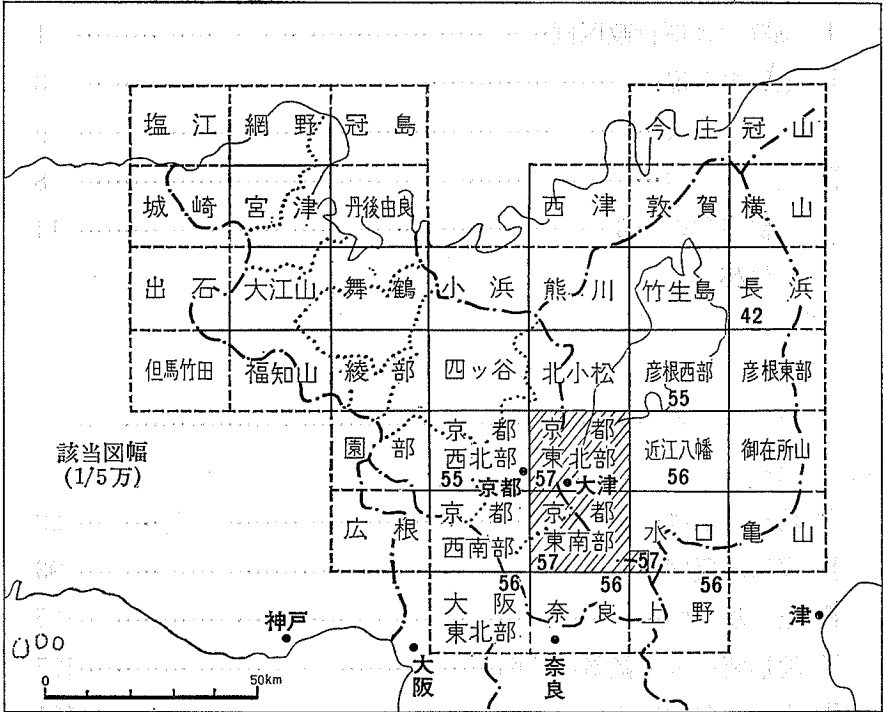 塩江 網野 冠島 今庄 冠山
城崎 宮津 丹後由良 西津 敦賀 横山
出石 大江山 舞鶴 小浜 熊川 竹生島 長浜
42
但馬竹田 福知山 綾部 四ッ谷 北小松 彦根西部 彦根東部
55
該当図幅
(1/5万)
園部 京都 京都 近江八幡 御在所山
西北部 東北部
55 57 56
京都 大津
広根 京都 京都 水口 亀山
西南部 東南部
56 57 56 57 56
大阪 奈良 上野
東北部
神戸 大阪 奈良 津
0 50km